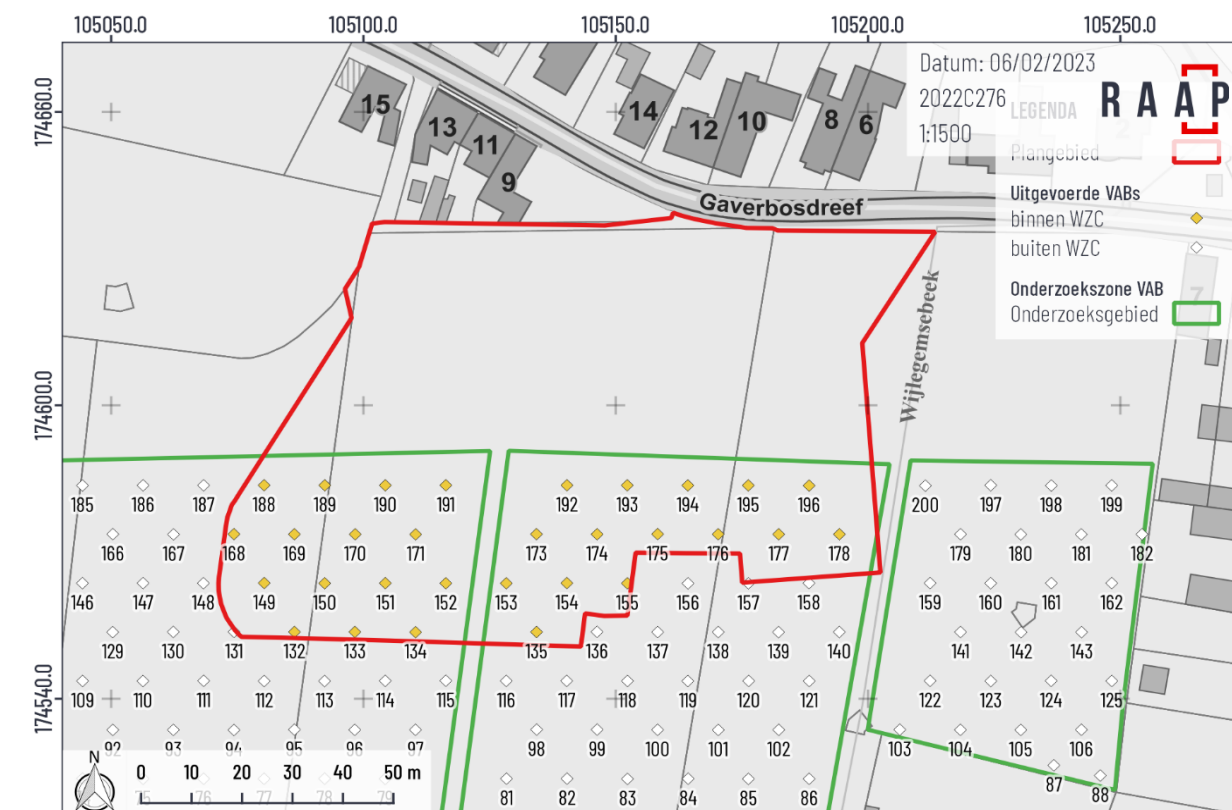 105050.0 105100.0 105150.0 105200.0 105250.0
174660.0
174600.0
174540.0
Datum: 06/02/2023
2022C276
1:1500
LEGENDA
RAAP
Plangebied
Uitgevoerde VABs
binnen WZC
buiten WZC
Onderzoekszone VAB
Onderzoeksgebied
15 13 11 9 14 12 10 8 6 2 7
Gaverbosdreef
Wijlegemsebeek
185 186 187 188 189 190 191 192 193 194 195 196 200 197 198 199
166 167 168 169 170 171 173 174 175 176 177 178 179 180 181 182
146 147 148 149 150 151 152 153 154 155 156 157 158 159 160 161 162
129 130 131 132 133 134 135 136 137 138 139 140 141 142 143
109 110 111 112 113 114 115 116 117 118 119 120 121 122 123 124 125
92 93 94 95 96 97 98 99 100 101 102 103 104 105 106
75 76 77 78 79 81 82 83 84 85 86 87 88
N
0 10 20 30 40 50 m